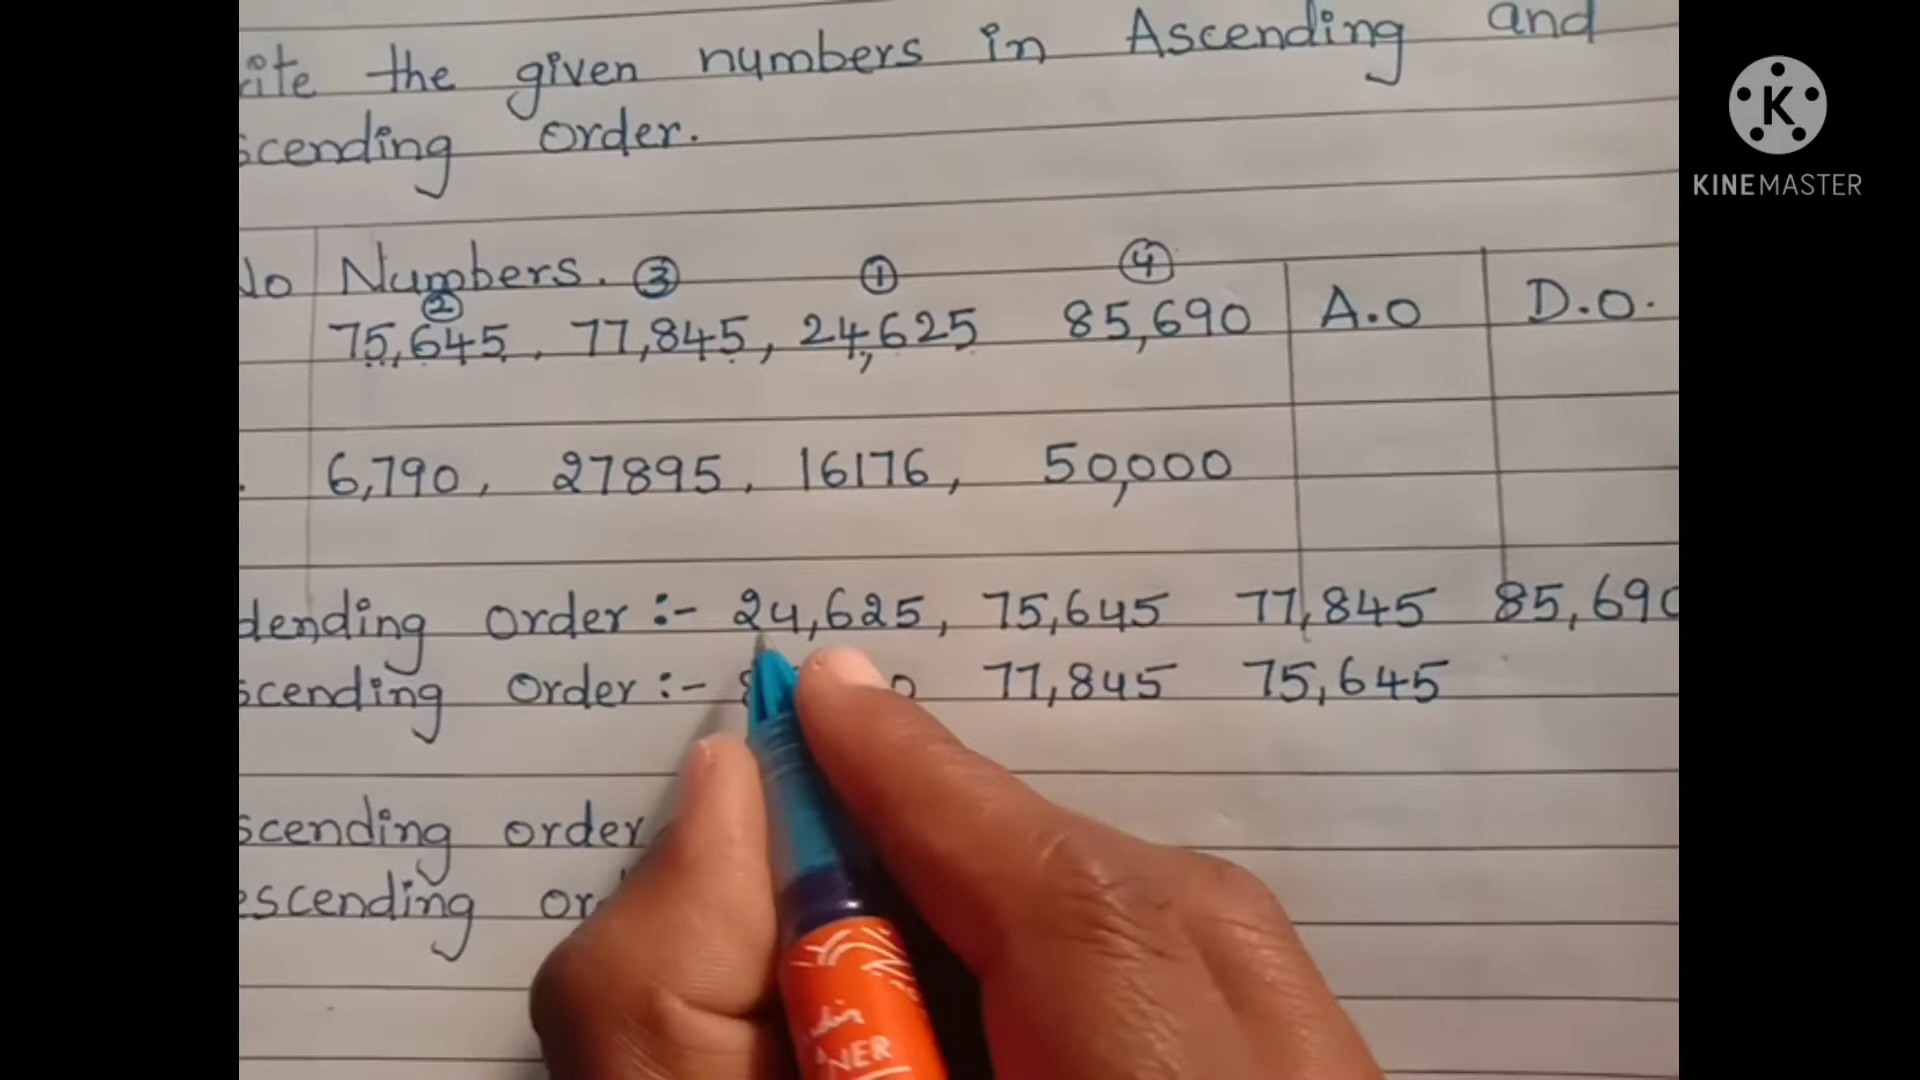 ite the given numbers in Ascending and
scending order.
No Numbers. ③ ① ④
②
75,645, 77,845, 24,625 85,690 A.O D.O.
6,790, 27895, 16176, 50,000
dending order :- 24,625, 75,645 77,845 85,690
scending order :- 77,845 75,645
scending order
escending or
KINEMASTER